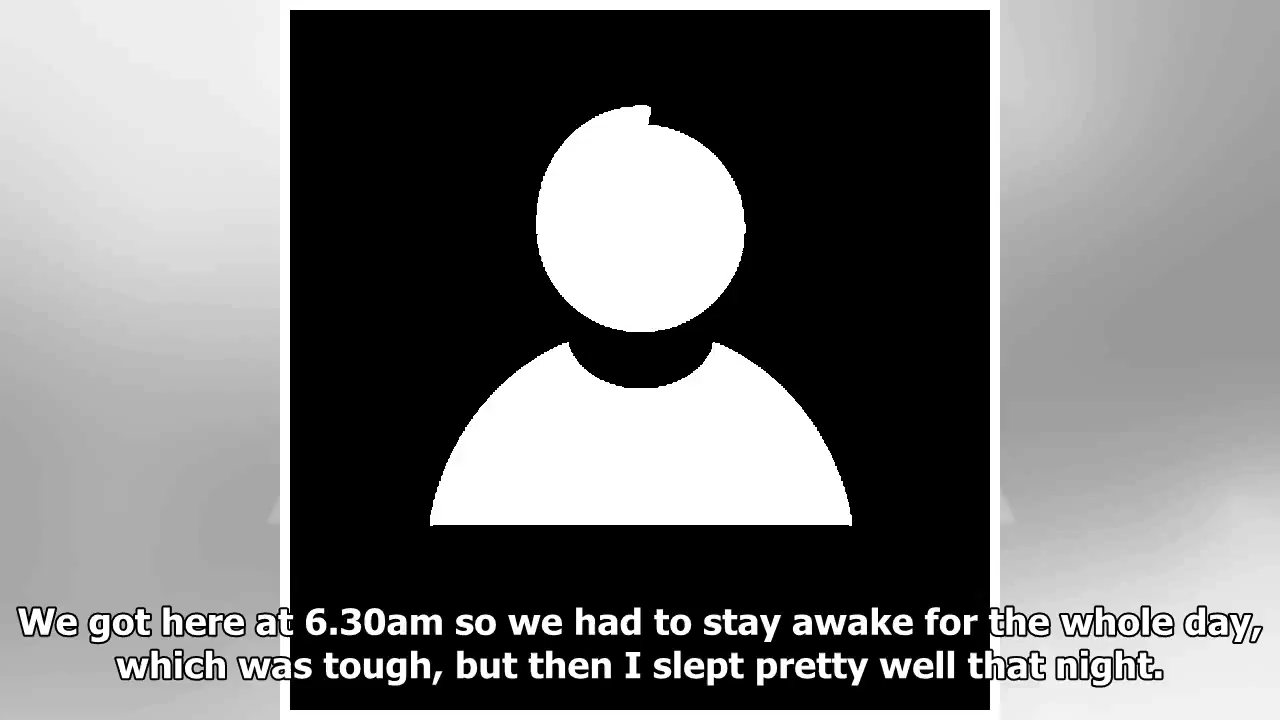 We got here at 6.30am so we had to stay awake for the whole day,
which was tough, but then I slept pretty well that night.